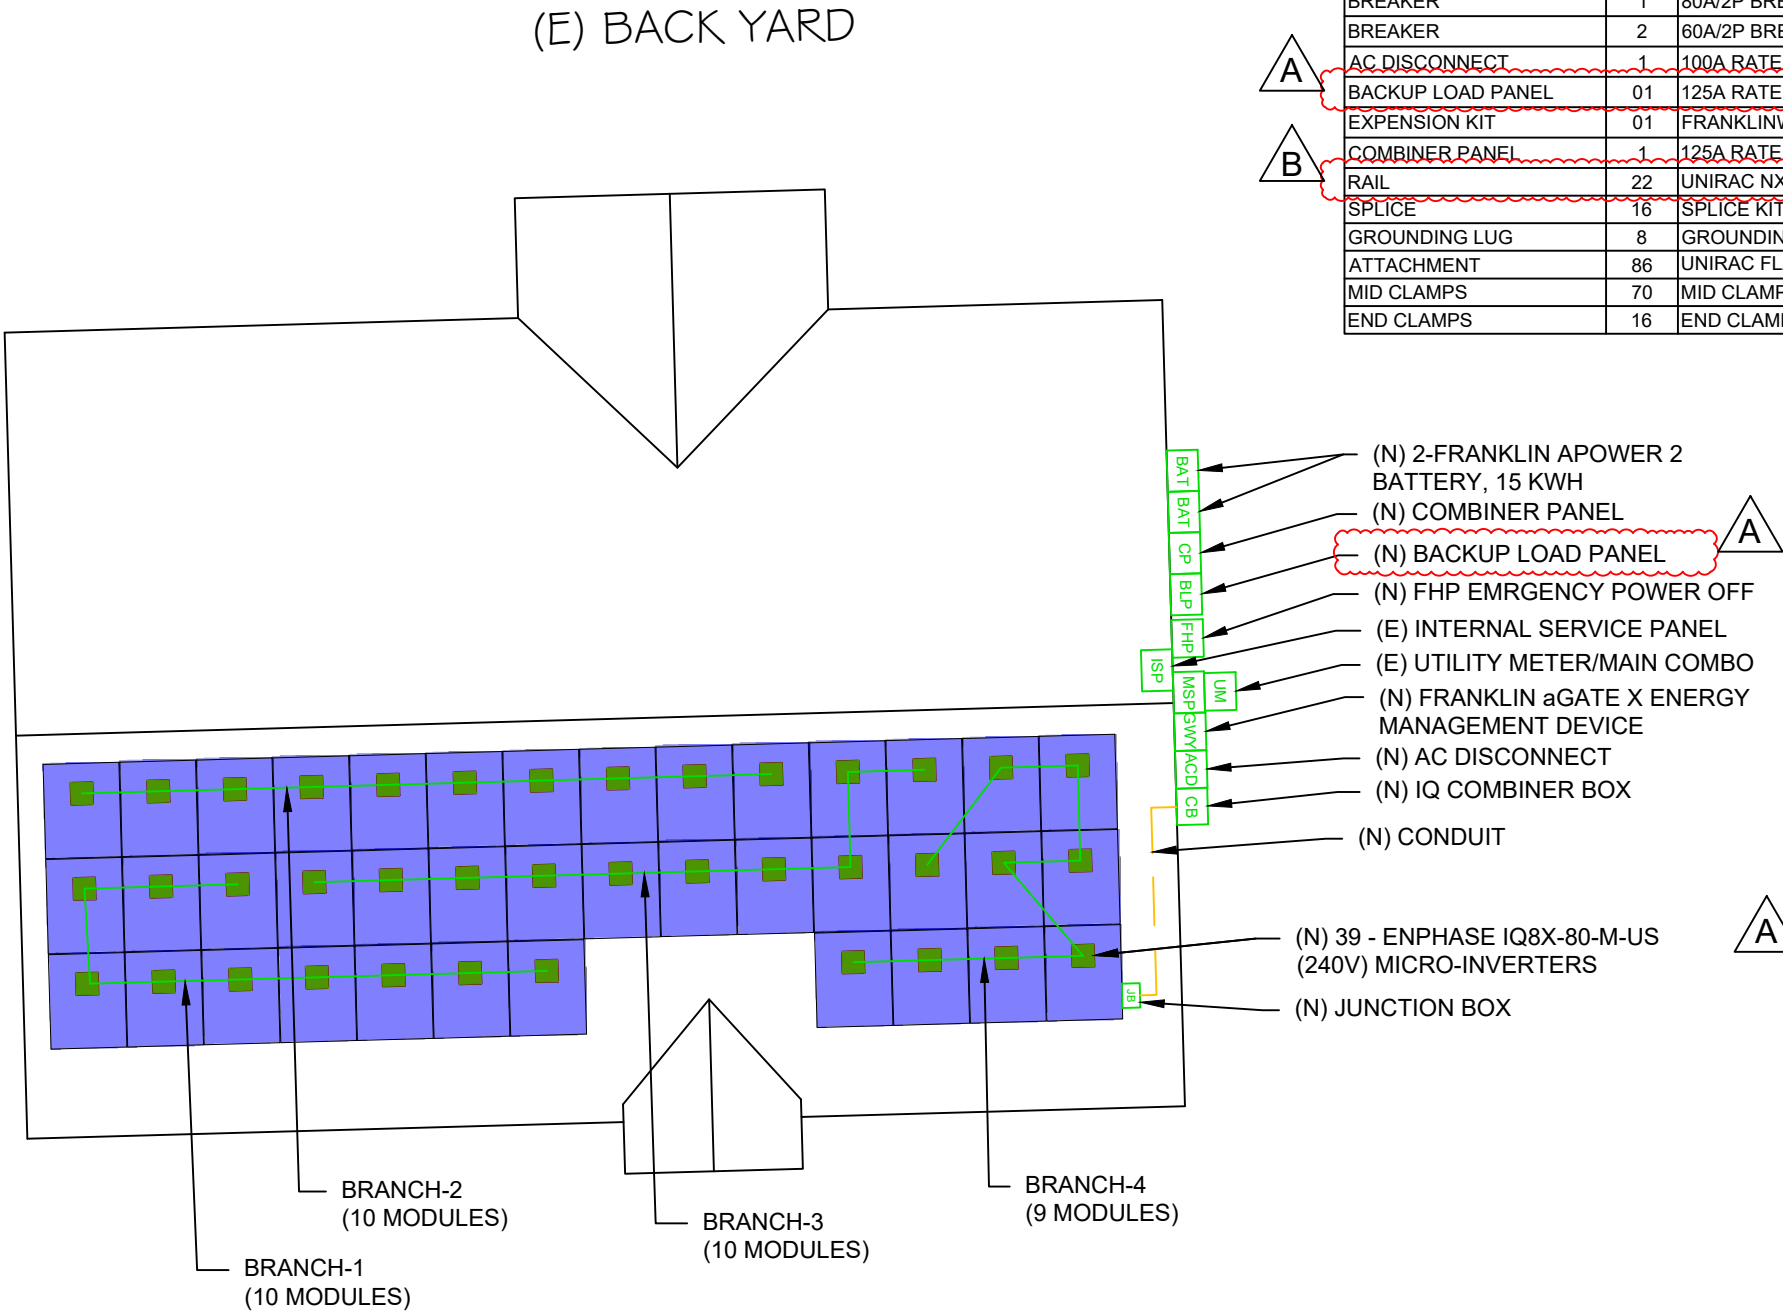 (E) BACK YARD
BREAKER 1 80A/2P BRE
BREAKER 2 60A/2P BRE
AC DISCONNECT 1 100A RATE
A
BACKUP LOAD PANEL 01 125A RATE
EXPENSION KIT 01 FRANKLINW
COMBINER PANEL 1 125A RATE
B
RAIL 22 UNIRAC NX
SPLICE 16 SPLICE KIT
GROUNDING LUG 8 GROUNDIN
ATTACHMENT 86 UNIRAC FL
MID CLAMPS 70 MID CLAMP
END CLAMPS 16 END CLAM
BAT
BAT
CP
BLP
FHP
ISP
MSP
UM
GWY
ACD
CB
JB
(N) 2-FRANKLIN APOWER 2
BATTERY, 15 KWH
(N) COMBINER PANEL
(N) BACKUP LOAD PANEL
A
(N) FHP EMRGENCY POWER OFF
(E) INTERNAL SERVICE PANEL
(E) UTILITY METER/MAIN COMBO
(N) FRANKLIN aGATE X ENERGY
MANAGEMENT DEVICE
(N) AC DISCONNECT
(N) IQ COMBINER BOX
(N) CONDUIT
(N) 39 - ENPHASE IQ8X-80-M-US
(240V) MICRO-INVERTERS
A
(N) JUNCTION BOX
BRANCH-2
(10 MODULES)
BRANCH-1
(10 MODULES)
BRANCH-3
(10 MODULES)
BRANCH-4
(9 MODULES)